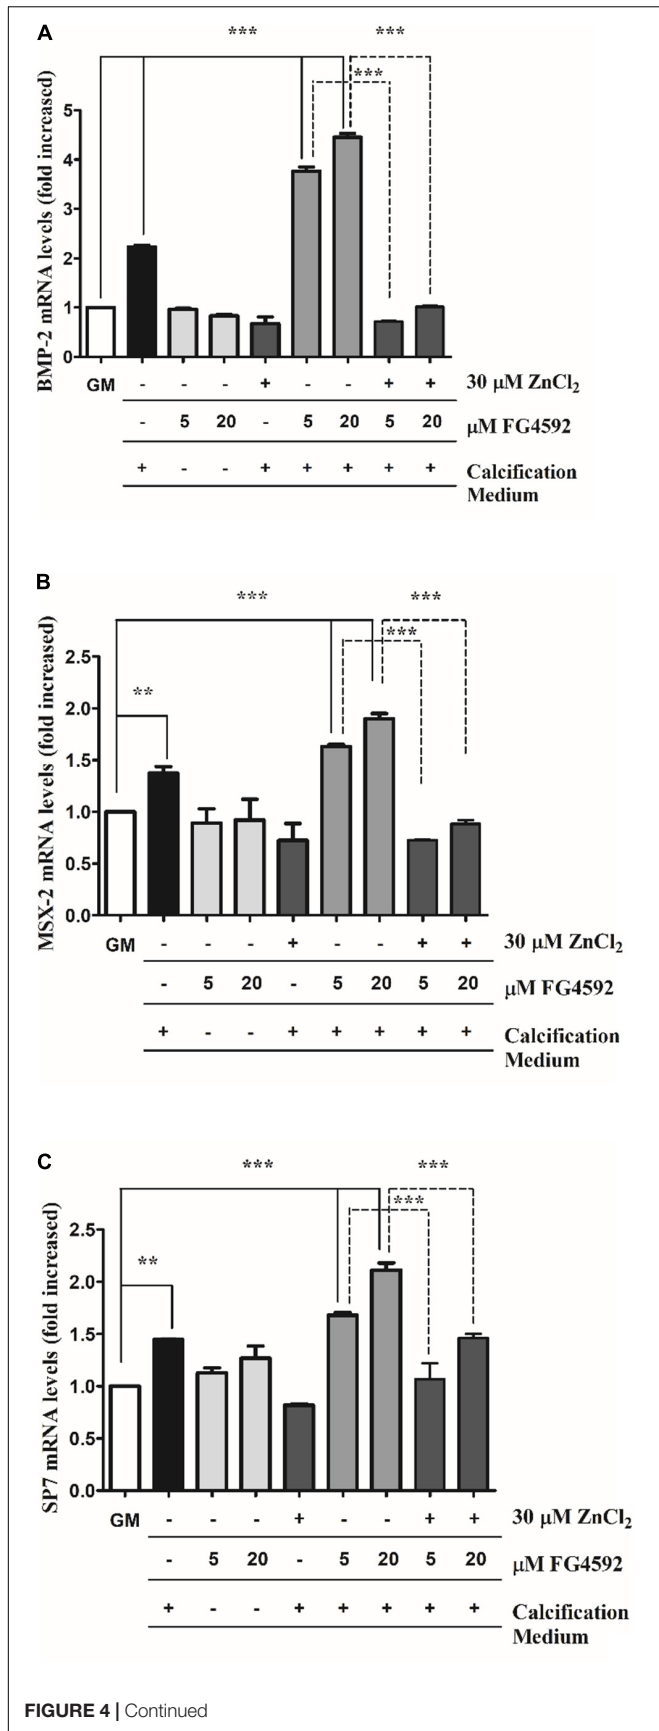 A
*** ***
***
BMP-2 mRNA levels (fold increased)
5
4
3
2
1
0
GM - - - + - - + + 30 μM ZnCl2
- 5 20 - 5 20 5 20 μM FG4592
+ - - + + + + + Calcification
Medium
B
*** ***
***
**
MSX-2 mRNA levels (fold increased)
2.5
2.0
1.5
1.0
0.5
0.0
GM - - - + - - + + 30 μM ZnCl2
- 5 20 - 5 20 5 20 μM FG4592
+ - - + + + + + Calcification
Medium
C
*** ***
***
**
SP7 mRNA levels (fold increased)
2.5
2.0
1.5
1.0
0.5
0.0
GM - - - + - - + + 30 μM ZnCl2
- 5 20 - 5 20 5 20 μM FG4592
+ - - + + + + + Calcification
Medium
FIGURE 4 | Continued